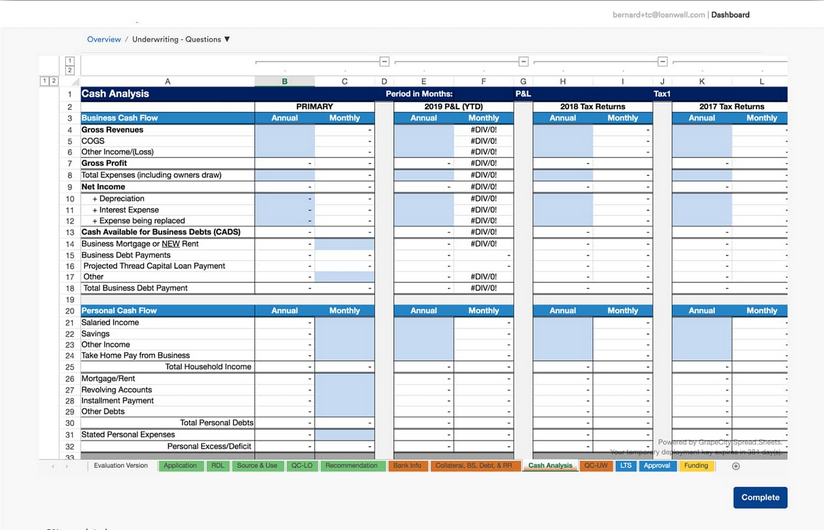 bernard+tc@loanwell.com | Dashboard
Overview / Underwriting - Questions ▼
1
2
1 2 A B C D E F G H I J K L
1 Cash Analysis Period in Months: P&L Tax1
2 PRIMARY 2019 P&L (YTD) 2018 Tax Returns 2017 Tax Returns
3 Business Cash Flow Annual Monthly Annual Monthly Annual Monthly Annual Monthly
4 Gross Revenues - #DIV/0! - -
5 COGS - #DIV/0! - -
6 Other Income/(Loss) - #DIV/0! - -
7 Gross Profit - - - #DIV/0! - - - -
8 Total Expenses (including owners draw) - #DIV/0! - -
9 Net Income - - - #DIV/0! - - - -
10 + Depreciation - - #DIV/0! - -
11 + Interest Expense - - #DIV/0! - -
12 + Expense being replaced - - #DIV/0! - -
13 Cash Available for Business Debts (CADS) - - - #DIV/0! - - - -
14 Business Mortgage or NEW Rent - - #DIV/0! - - - -
15 Business Debt Payments - - - - - - - -
16 Projected Thread Capital Loan Payment - - - - - - - -
17 Other - - #DIV/0! - - - -
18 Total Business Debt Payment - - - #DIV/0! - - - -
19
20 Personal Cash Flow Annual Monthly Annual Monthly Annual Monthly Annual Monthly
21 Salaried Income - - - -
22 Savings - - - -
23 Other Income - - - -
24 Take Home Pay from Business - - - -
25 Total Household Income - - - - - - - -
26 Mortgage/Rent - - - - - - -
27 Revolving Accounts - - - - - - -
28 Installment Payment - - - - - - -
29 Other Debts - - - - - - -
30 Total Personal Debts - - - - - - - -
31 Stated Personal Expenses - - - - - - -
32 Personal Excess/Deficit - - - - - - - -
33
Powered by GrapeCity Spread.Sheets.
Your temporary deployment key expires in 381 day(s).
Evaluation Version Application RDL Source & Use QC-LO Recommendation Bank Info Collateral, BS, Debt, & PR Cash Analysis QC-UW LTS Approval Funding
Complete